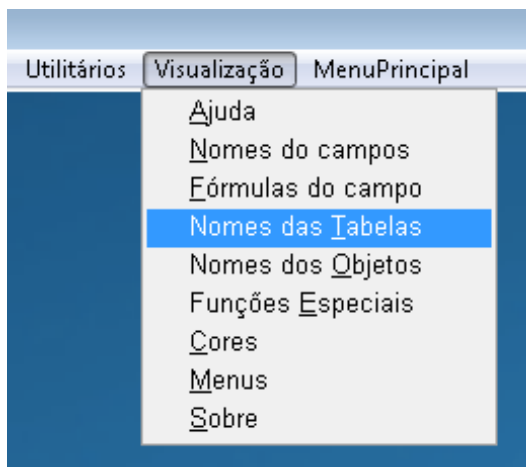 Utilitários Visualização MenuPrincipal
Ajuda
Nomes do campos
Fórmulas do campo
Nomes das Tabelas
Nomes dos Objetos
Funções Especiais
Cores
Menus
Sobre